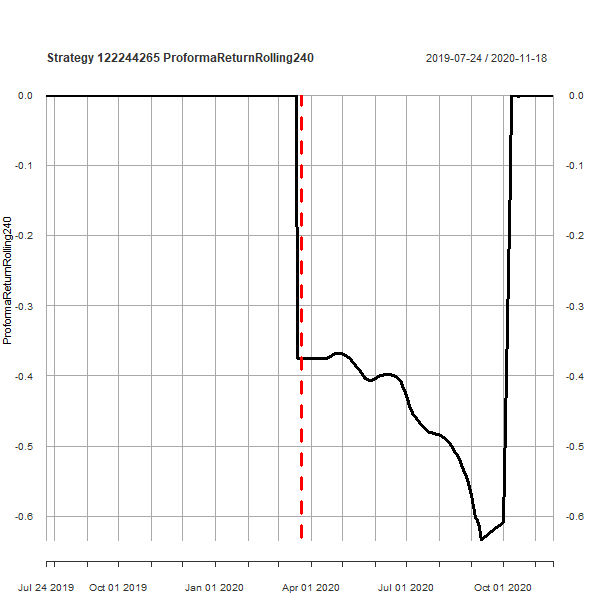 Strategy 122244265 ProformaReturnRolling240 2019-07-24 / 2020-11-18
0.0 0.0
-0.1 -0.1
-0.2 -0.2
ProformaReturnRolling240
-0.3 -0.3
-0.4 -0.4
-0.5 -0.5
-0.6 -0.6
Jul 24 2019 Oct 01 2019 Jan 01 2020 Apr 01 2020 Jul 01 2020 Oct 01 2020